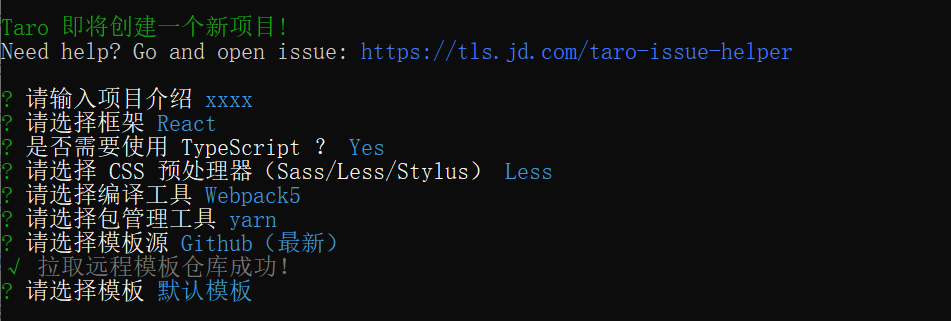 Taro 即将创建一个新项目!
Need help? Go and open issue: https://tls.jd.com/taro-issue-helper
? 请输入项目介绍 xxxx
? 请选择框架 React
? 是否需要使用 TypeScript ? Yes
? 请选择 CSS 预处理器（Sass/Less/Stylus） Less
? 请选择编译工具 Webpack5
? 请选择包管理工具 yarn
? 请选择模板源 Github（最新）
√ 拉取远程模板仓库成功!
? 请选择模板 默认模板